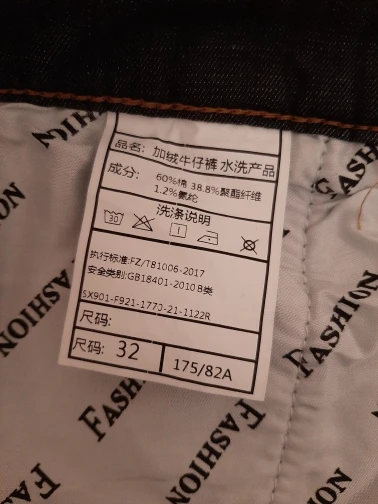 品名: 加绒牛仔裤 水洗产品
成分: 60%棉 38.8%聚酯纤维
1.2%氨纶
洗涤说明
30
执行标准:FZ/T81006-2017
安全类别:GB18401-2010 B类
SX901-F921-1770-21-1122R
尺码:
尺码: 32 175/82A
FASHION
FASHION
FASHION
FASHION
FASHION